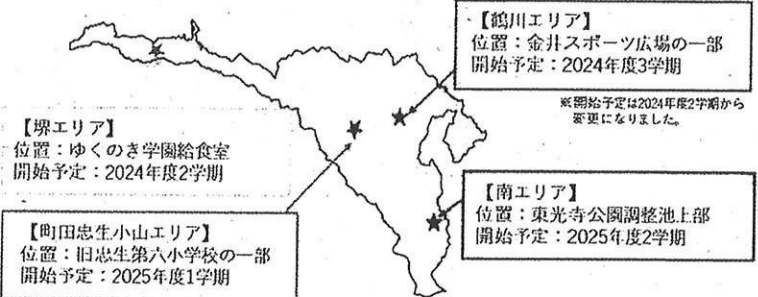 【鶴川エリア】
位置：金井スポーツ広場の一部
開始予定：2024年度3学期
※開始予定は2024年度2学期から
変更になりました。
【堺エリア】
位置：ゆくのき学園給食室
開始予定：2024年度2学期
【南エリア】
位置：東光寺公園調整池上部
開始予定：2025年度2学期
【町田忠生小山エリア】
位置：旧忠生第六小学校の一部
開始予定：2025年度1学期